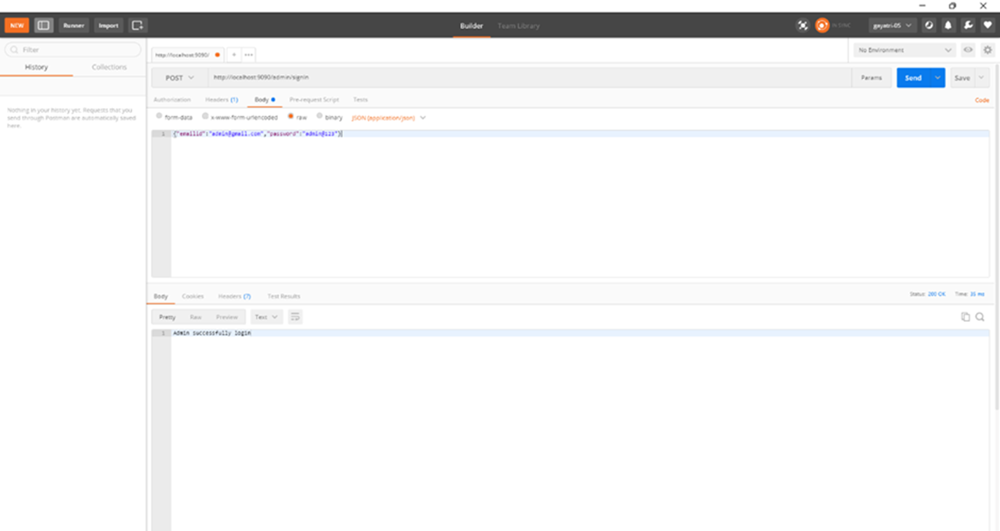 NEW Runner Import Builder Team Library IN SYNC gayatri-05
Filter
History Collections
Nothing in your history yet. Requests that you
send through Postman are automatically saved
here.
http://localhost:9090/ + ••• No Environment
POST http://localhost:9090/admin/signin Params Send Save
Authorization Headers (1) Body Pre-request Script Tests Code
form-data x-www-form-urlencoded raw binary JSON (application/json)
1 {"emailid":"admin@gmail.com","password":"admin@123"}
Body Cookies Headers (7) Test Results Status: 200 OK Time: 35 ms
Pretty Raw Preview Text
1 Admin successfully login